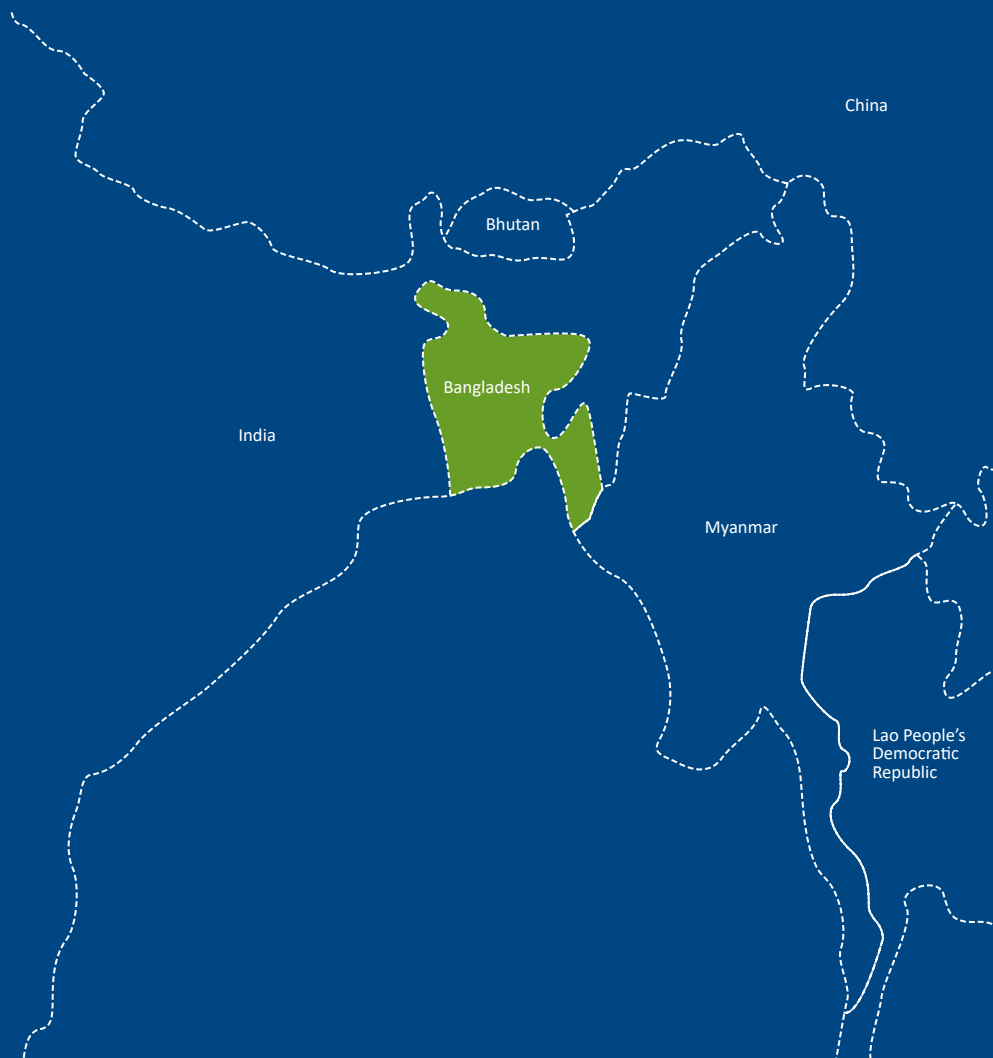 China
Bhutan
Bangladesh
India
Myanmar
Lao People’s
Democratic
Republic